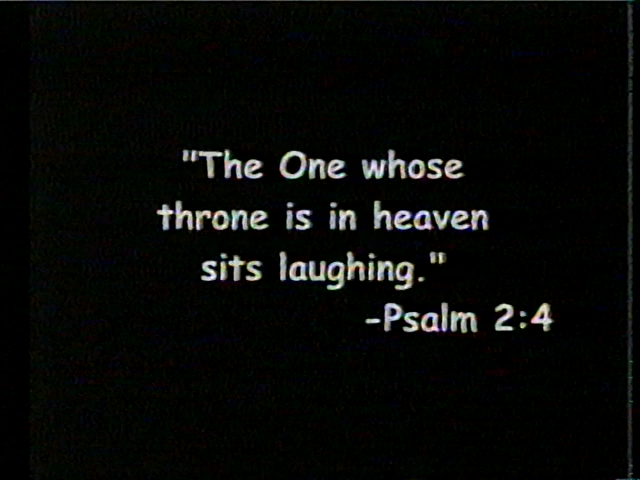 "The One whose
throne is in heaven
sits laughing."
-Psalm 2:4